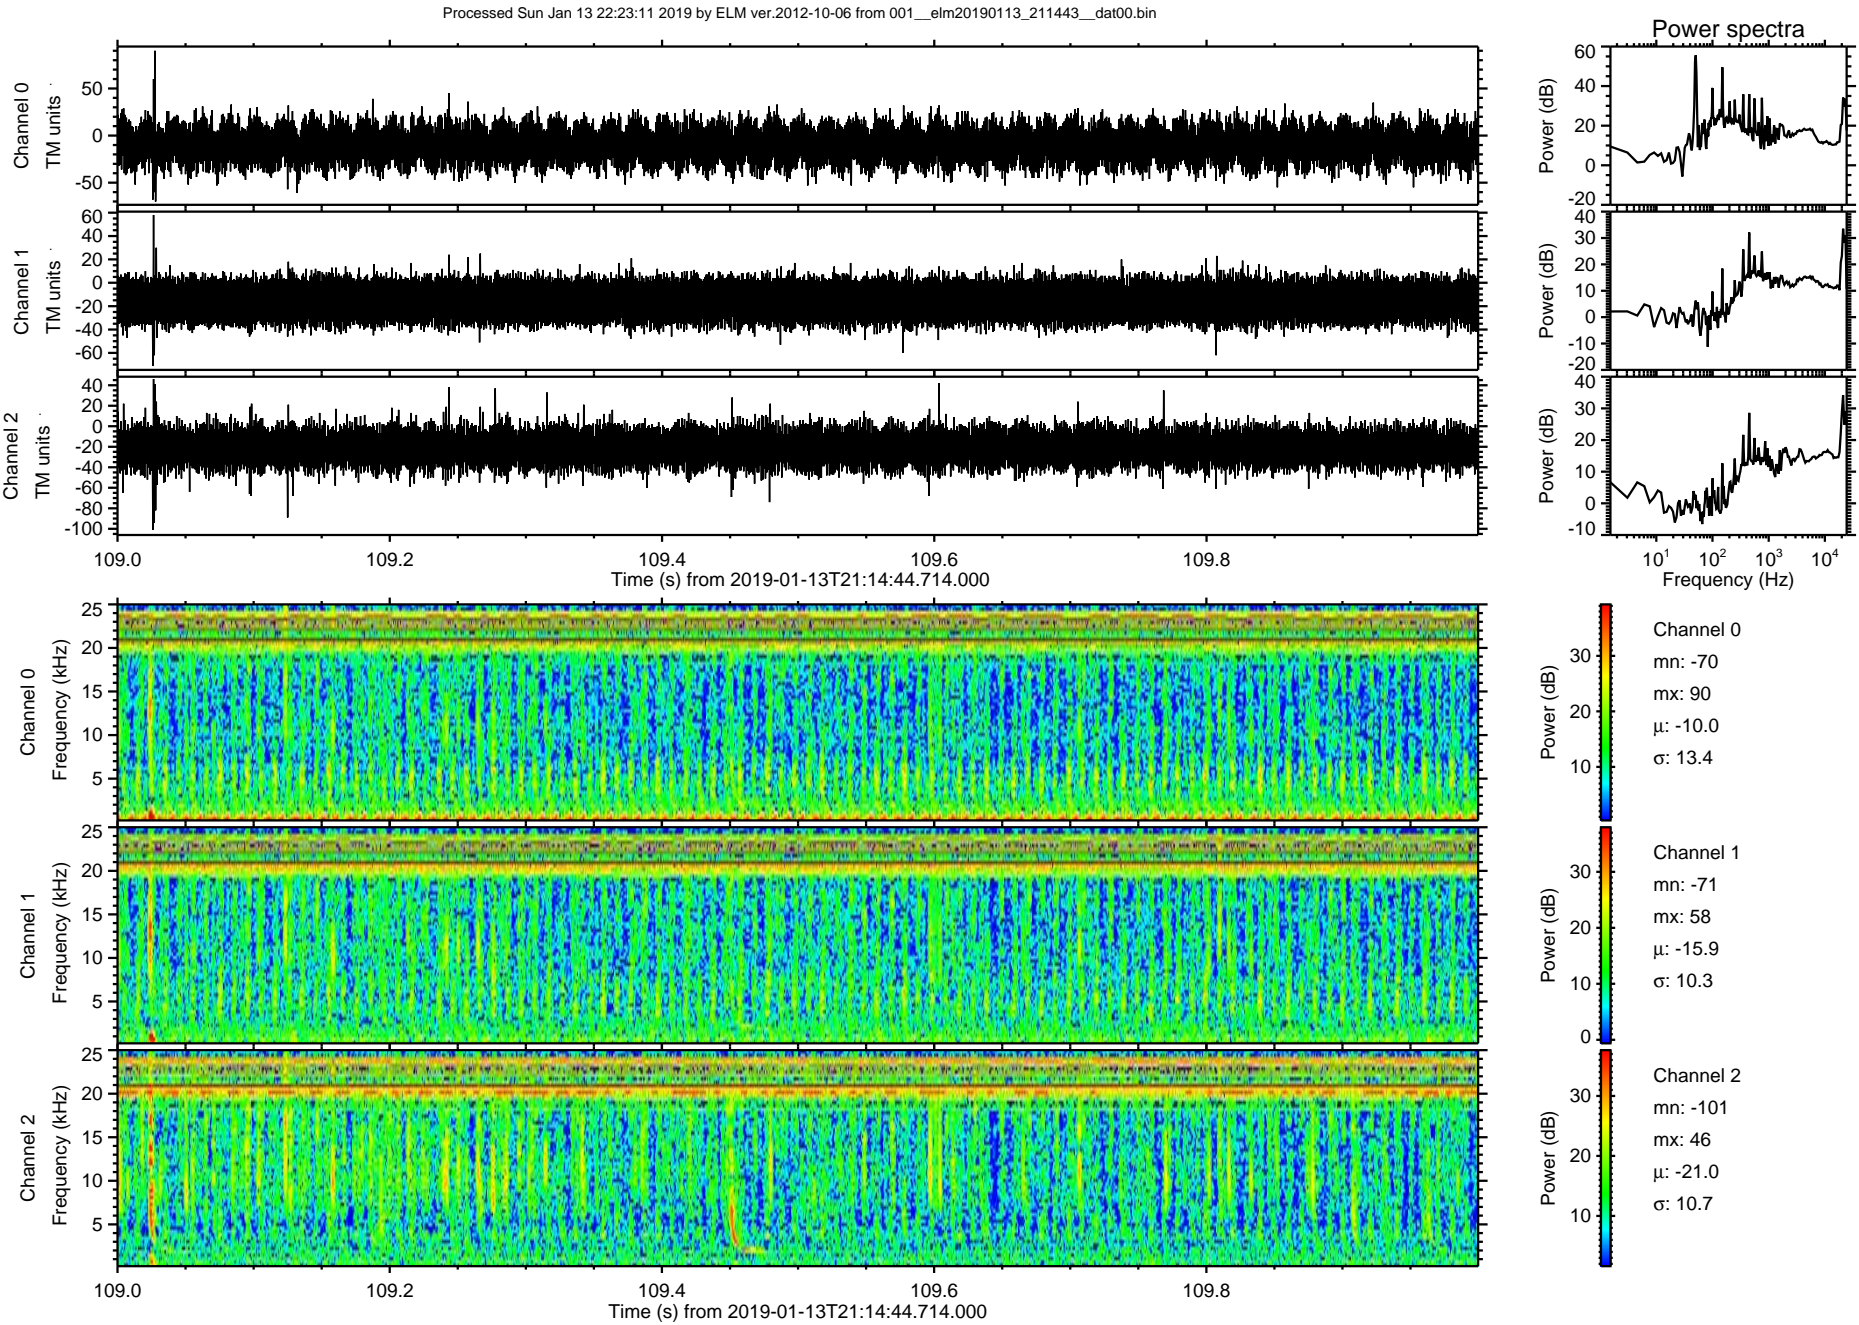 Processed Sun Jan 13 22:23:11 2019 by ELM ver.2012-10-06 from 001__elm20190113_211443__dat00.bin
Power spectra
Channel 0
TM units
50
0
-50
Power (dB)
60
40
20
0
-20
Channel 1
TM units
60
40
20
0
-20
-40
-60
Power (dB)
40
30
20
10
0
-10
-20
Channel 2
TM units
40
20
0
-20
-40
-60
-80
-100
Power (dB)
40
30
20
10
0
-10
109.0 109.2 109.4 109.6 109.8
Time (s) from 2019-01-13T21:14:44.714.000
10^1 10^2 10^3 10^4
Frequency (Hz)
Channel 0
Frequency (kHz)
25
20
15
10
5
Power (dB)
30
20
10
Channel 0
mn: -70
mx: 90
μ: -10.0
σ: 13.4
Channel 1
Frequency (kHz)
25
20
15
10
5
Power (dB)
30
20
10
0
Channel 1
mn: -71
mx: 58
μ: -15.9
σ: 10.3
Channel 2
Frequency (kHz)
25
20
15
10
5
Power (dB)
30
20
10
Channel 2
mn: -101
mx: 46
μ: -21.0
σ: 10.7
109.0 109.2 109.4 109.6 109.8
Time (s) from 2019-01-13T21:14:44.714.000